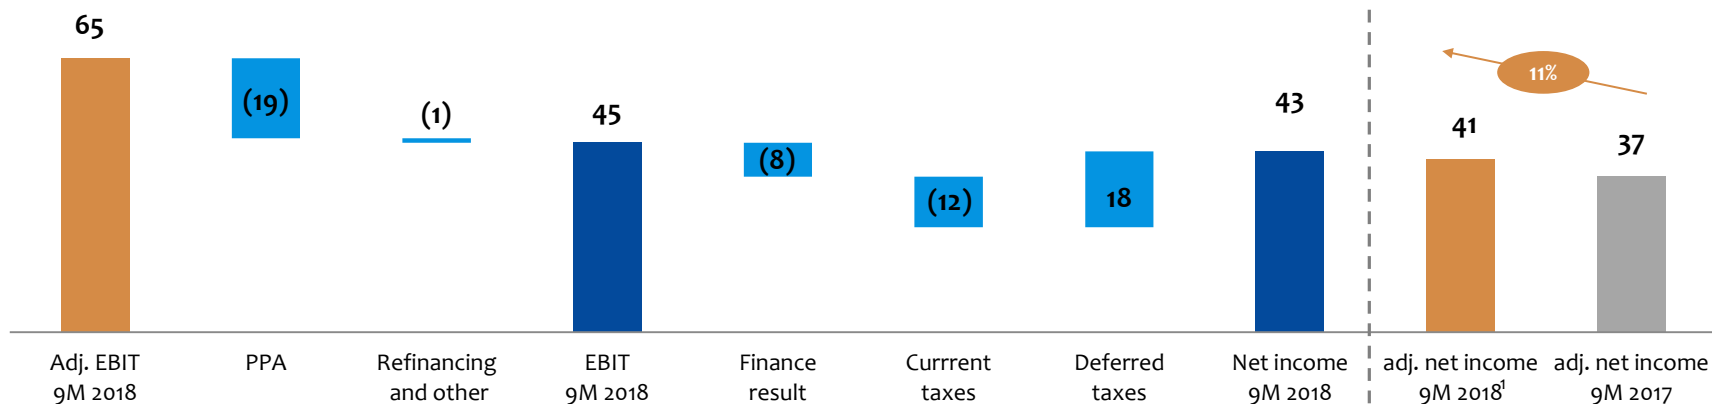 65
(19)
(1)
45
(8)
(12)
18
43
11%
41
37
Adj. EBIT
9M 2018
PPA
Refinancing
and other
EBIT
9M 2018
Finance
result
Currrent
taxes
Deferred
taxes
Net income
9M 2018
adj. net income
9M 2018¹
adj. net income
9M 2017